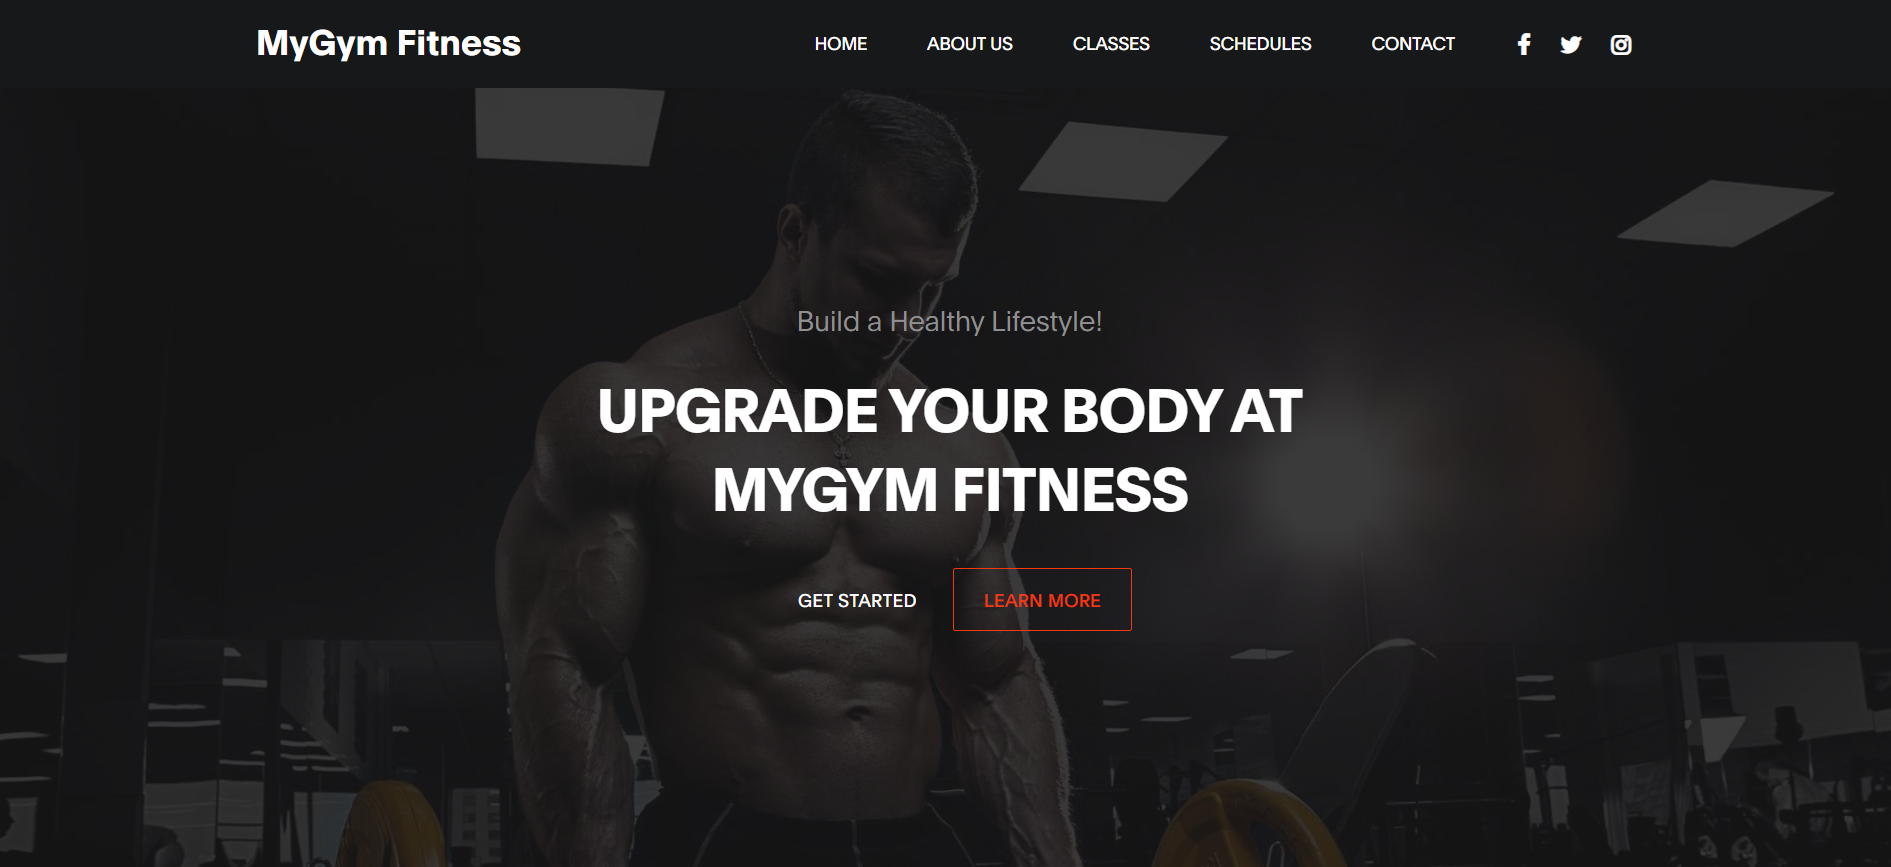 MyGym Fitness
HOME ABOUT US CLASSES SCHEDULES CONTACT
Build a Healthy Lifestyle!
UPGRADE YOUR BODY AT
MYGYM FITNESS
GET STARTED LEARN MORE